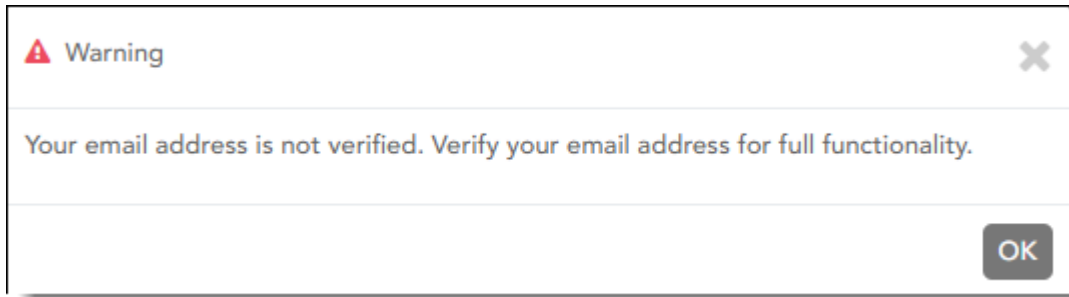 Warning
Your email address is not verified. Verify your email address for full functionality.
OK